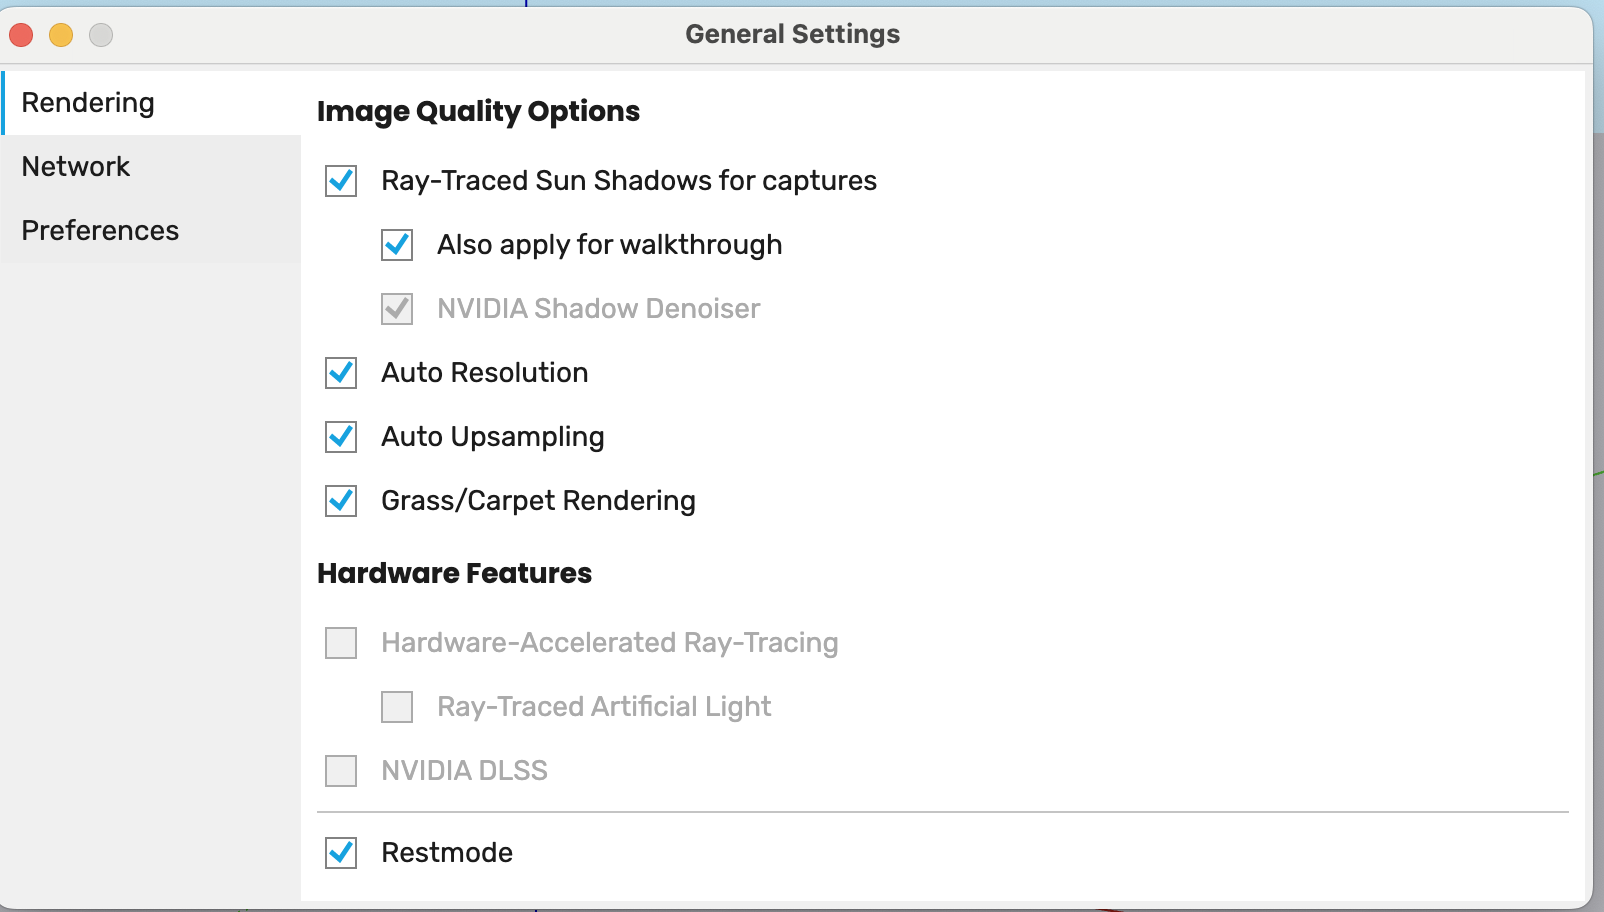 General Settings
Rendering
Network
Preferences
Image Quality Options
Ray-Traced Sun Shadows for captures
Also apply for walkthrough
NVIDIA Shadow Denoiser
Auto Resolution
Auto Upsampling
Grass/Carpet Rendering
Hardware Features
Hardware-Accelerated Ray-Tracing
Ray-Traced Artificial Light
NVIDIA DLSS
Restmode